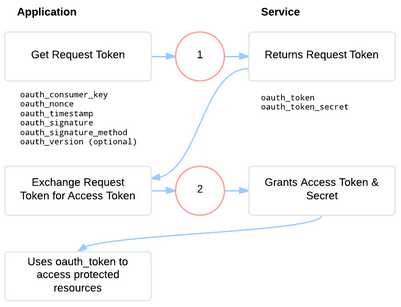 Application
Service
Get Request Token
1
Returns Request Token
oauth_consumer_key
oauth_nonce
oauth_timestamp
oauth_signature
oauth_signature_method
oauth_version (optional)
oauth_token
oauth_token_secret
Exchange Request
Token for Access Token
2
Grants Access Token &
Secret
Uses oauth_token to
access protected
resources